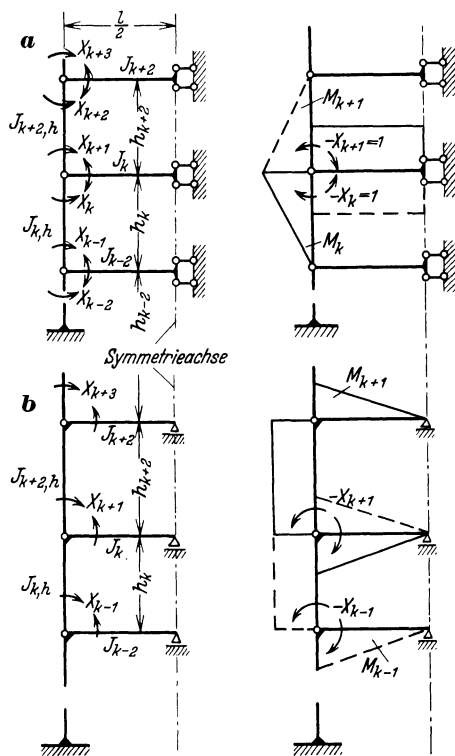 a
l/2
X_{k+3}
J_{k+2}
X_{k+2}
J_{k+2,h}
h_{k+2}
X_{k+1}
J_k
X_k
h_k
J_{k,h}
X_{k-1}
J_{k-2}
X_{k-2}
h_{k-2}
M_{k+1}
-X_{k+1}=1
-X_k=1
M_k
Symmetrieachse
b
X_{k+3}
J_{k+2}
J_{k+2,h}
h_{k+2}
X_{k+1}
J_k
J_{k,h}
h_k
X_{k-1}
J_{k-2}
M_{k+1}
-X_{k+1}
-X_{k-1}
M_{k-1}